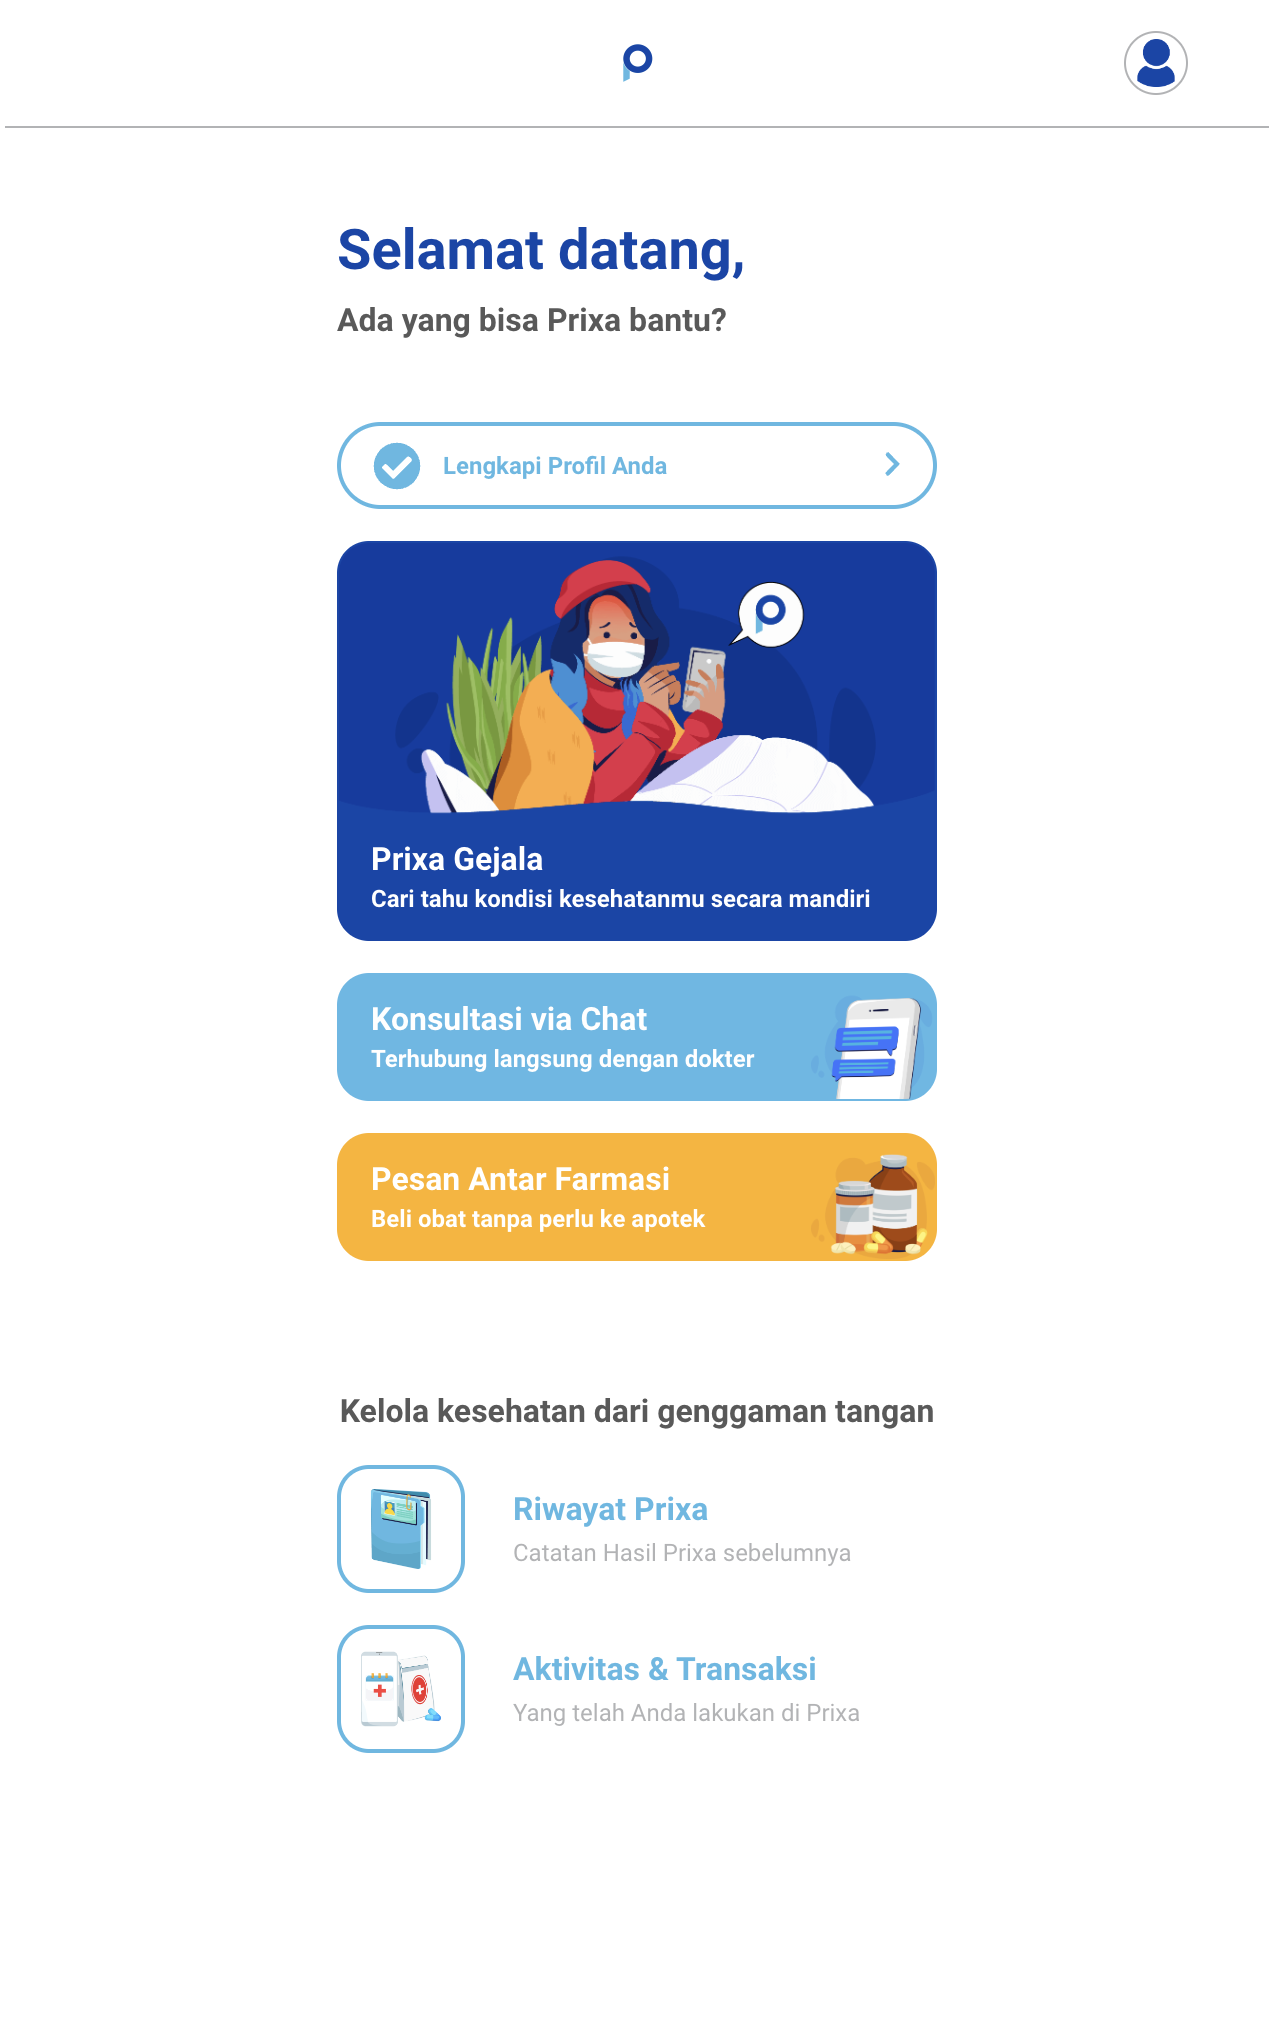 Selamat datang,
Ada yang bisa Prixa bantu?
Lengkapi Profil Anda
Prixa Gejala
Cari tahu kondisi kesehatanmu secara mandiri
Konsultasi via Chat
Terhubung langsung dengan dokter
Pesan Antar Farmasi
Beli obat tanpa perlu ke apotek
Kelola kesehatan dari genggaman tangan
Riwayat Prixa
Catatan Hasil Prixa sebelumnya
Aktivitas & Transaksi
Yang telah Anda lakukan di Prixa